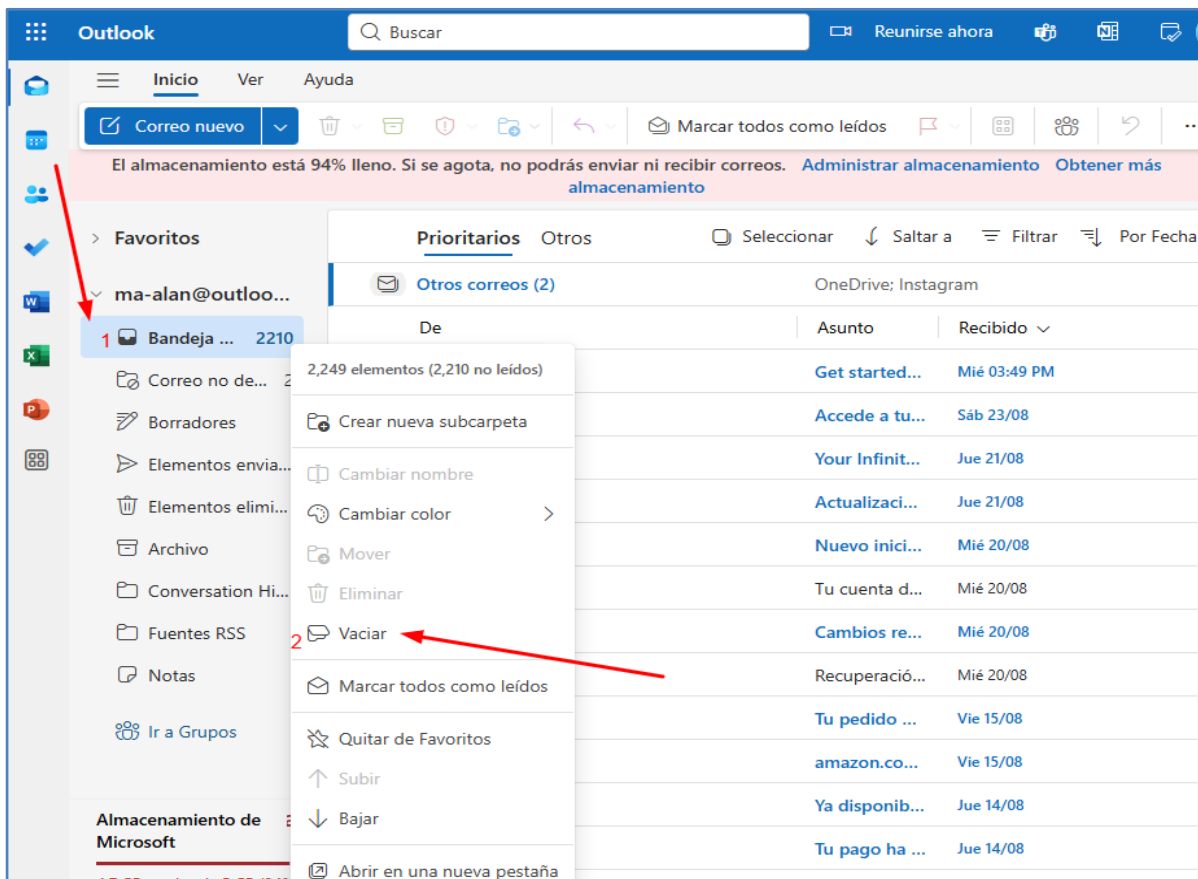 Outlook
Buscar
Reunirse ahora
Inicio Ver Ayuda
Correo nuevo
Marcar todos como leídos
El almacenamiento está 94% lleno. Si se agota, no podrás enviar ni recibir correos. Administrar almacenamiento Obtener más
almacenamiento
Favoritos
ma-alan@outloo...
1 Bandeja ... 2210
Correo no de... 2
Borradores
Elementos envia...
Elementos elimi...
Archivo
Conversation Hi...
Fuentes RSS
Notas
Ir a Grupos
Almacenamiento de
Microsoft
2,249 elementos (2,210 no leídos)
Crear nueva subcarpeta
Cambiar nombre
Cambiar color
Mover
Eliminar
2 Vaciar
Marcar todos como leídos
Quitar de Favoritos
Subir
Bajar
Abrir en una nueva pestaña
Prioritarios Otros
Seleccionar Saltar a Filtrar Por Fecha
Otros correos (2) OneDrive; Instagram
De Asunto Recibido
Get started... Mié 03:49 PM
Accede a tu... Sáb 23/08
Your Infinit... Jue 21/08
Actualizaci... Jue 21/08
Nuevo inici... Mié 20/08
Tu cuenta d... Mié 20/08
Cambios re... Mié 20/08
Recuperació... Mié 20/08
Tu pedido ... Vie 15/08
amazon.co... Vie 15/08
Ya disponib... Jue 14/08
Tu pago ha ... Jue 14/08